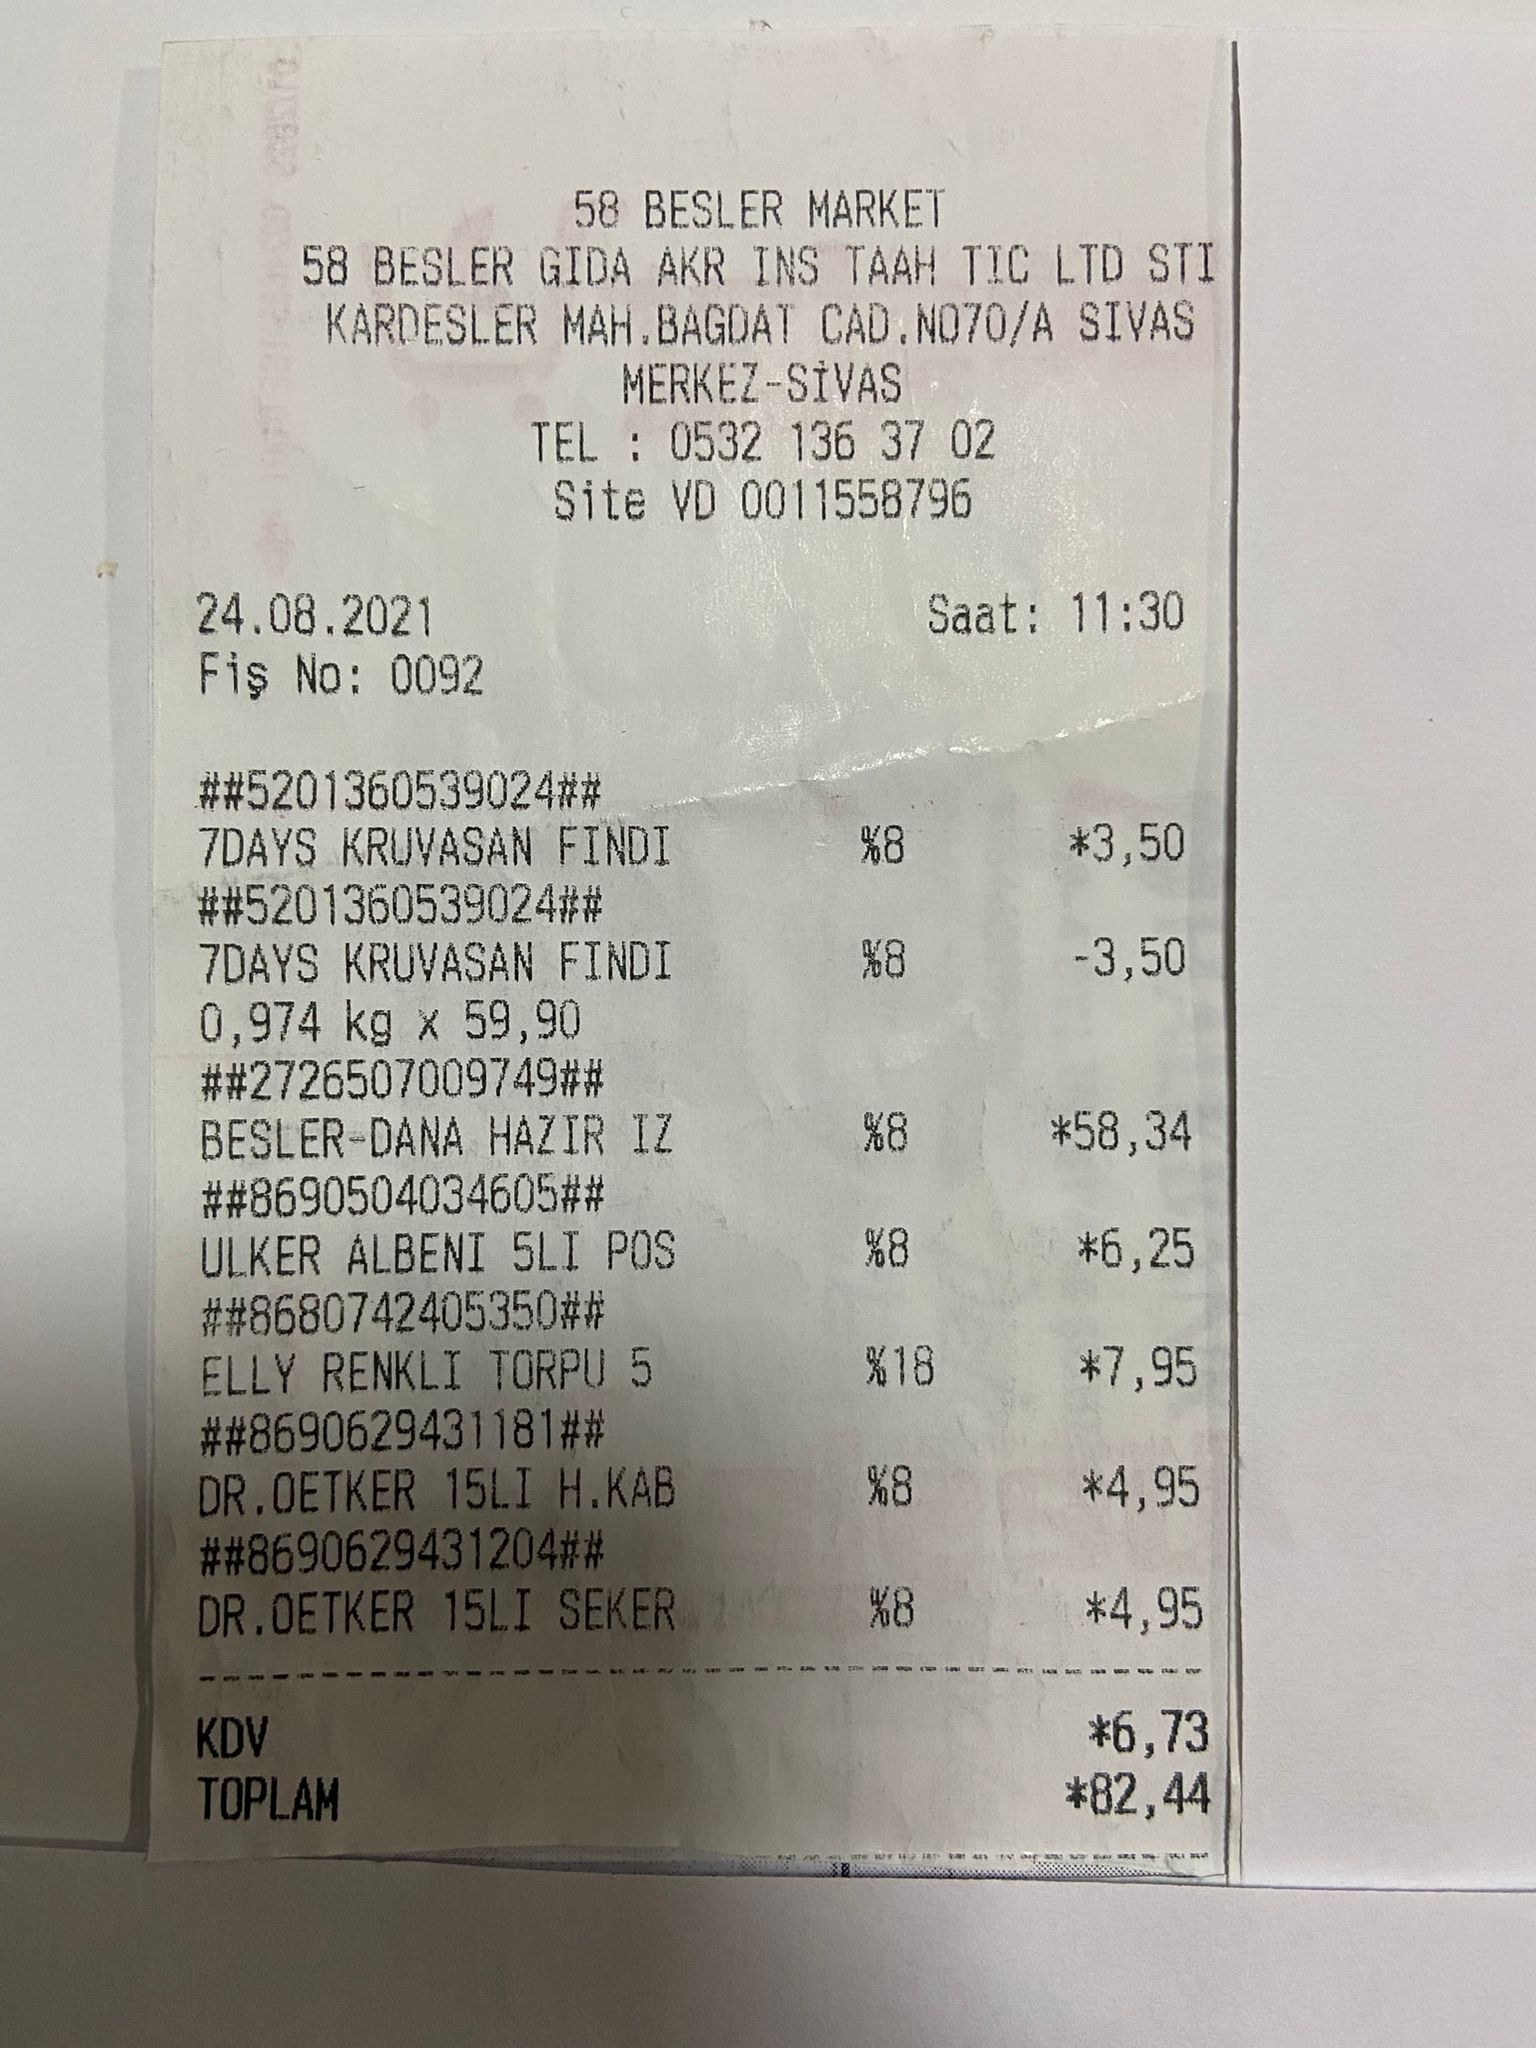 58 BESLER MARKET
58 BESLER GIDA AKR INS TAAH TIC LTD STI
KARDESLER MAH.BAGDAT CAD.NO70/A SIVAS
MERKEZ-SİVAS
TEL : 0532 136 37 02
Site VD 0011558796
24.08.2021 Saat: 11:30
Fiş No: 0092
##5201360539024##
7DAYS KRUVASAN FINDI %8 *3,50
##5201360539024##
7DAYS KRUVASAN FINDI %8 -3,50
0,974 kg x 59,90
##2726507009749##
BESLER-DANA HAZIR IZ %8 *58,34
##8690504034605##
ULKER ALBENI 5LI POS %8 *6,25
##8680742405350##
ELLY RENKLI TORPU 5 %18 *7,95
##8690629431181##
DR.OETKER 15LI H.KAB %8 *4,95
##8690629431204##
DR.OETKER 15LI SEKER %8 *4,95
KDV *6,73
TOPLAM *82,44